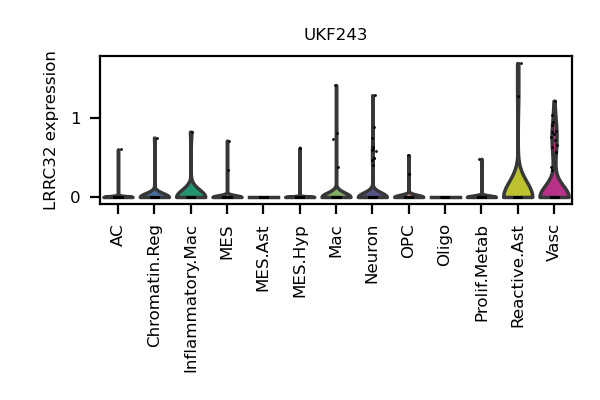 UKF243
LRRC32 expression
1
0
AC
Chromatin.Reg
Inflammatory.Mac
MES
MES.Ast
MES.Hyp
Mac
Neuron
OPC
Oligo
Prolif.Metab
Reactive.Ast
Vasc